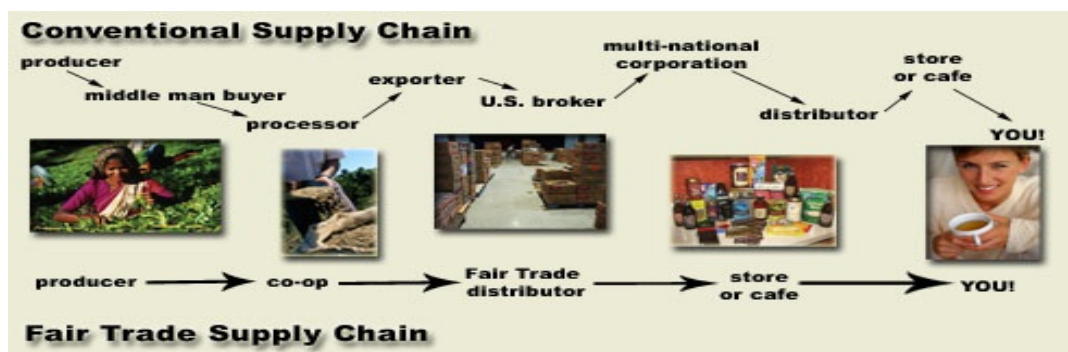 Conventional Supply Chain
producer
middle man buyer
processor
exporter
U.S. broker
multi-national
corporation
distributor
store
or cafe
YOU!
producer
co-op
Fair Trade
distributor
store
or cafe
YOU!
Fair Trade Supply Chain